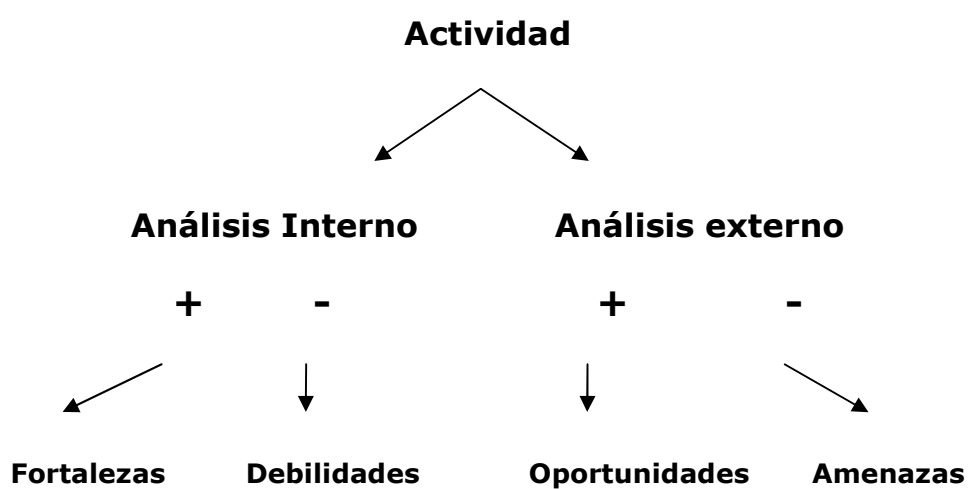 Actividad
Análisis Interno Análisis externo
+ - + -
Fortalezas Debilidades Oportunidades Amenazas